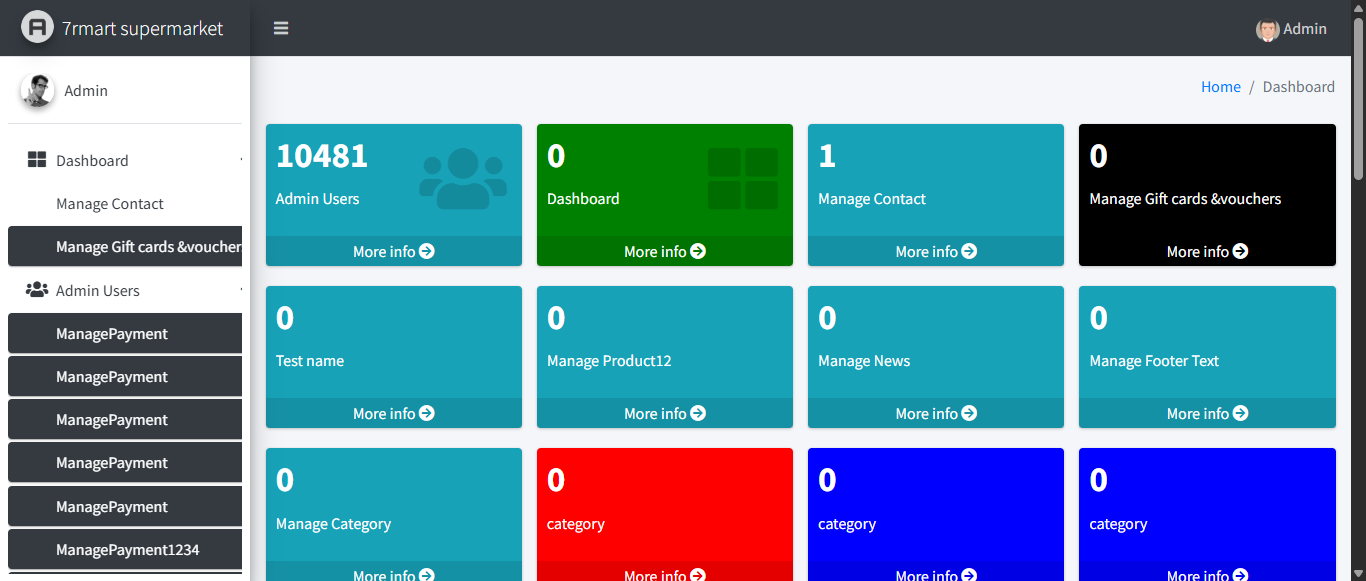 7rmart supermarket
Admin
Admin
Home / Dashboard
Dashboard
Manage Contact
Manage Gift cards &voucher
Admin Users
ManagePayment
ManagePayment
ManagePayment
ManagePayment
ManagePayment
ManagePayment1234
10481
Admin Users
More info
0
Dashboard
More info
1
Manage Contact
More info
0
Manage Gift cards &vouchers
More info
0
Test name
More info
0
Manage Product12
More info
0
Manage News
More info
0
Manage Footer Text
More info
0
Manage Category
More info
0
category
More info
0
category
More info
0
category
More info